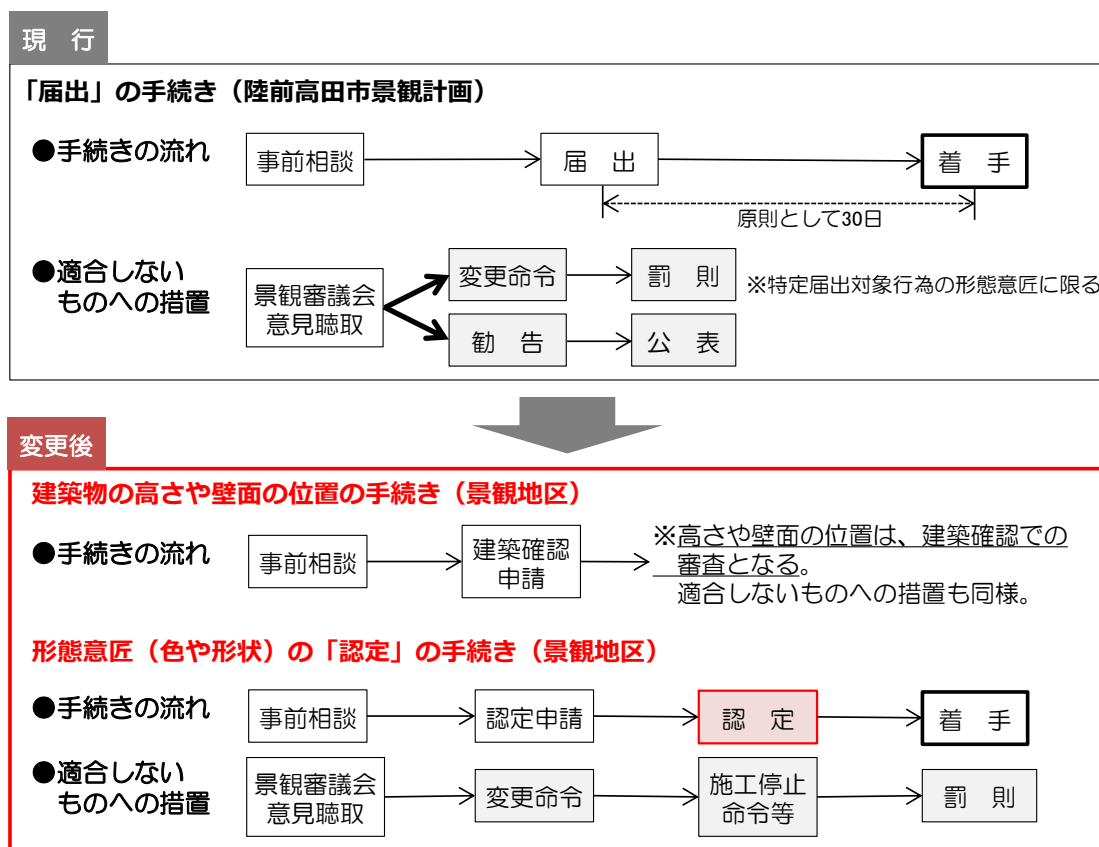 現 行
「届出」の手続き（陸前高田市景観計画）
●手続きの流れ
事前相談
届 出
着 手
原則として30日
●適合しない
ものへの措置
景観審議会
意見聴取
変更命令
罰 則
※特定届出対象行為の形態意匠に限る
勧 告
公 表
変更後
建築物の高さや壁面の位置の手続き（景観地区）
●手続きの流れ
事前相談
建築確認
申請
※高さや壁面の位置は、建築確認での
審査となる。
適合しないものへの措置も同様。
形態意匠（色や形状）の「認定」の手続き（景観地区）
●手続きの流れ
事前相談
認定申請
認 定
着 手
●適合しない
ものへの措置
景観審議会
意見聴取
変更命令
施工停止
命令等
罰 則